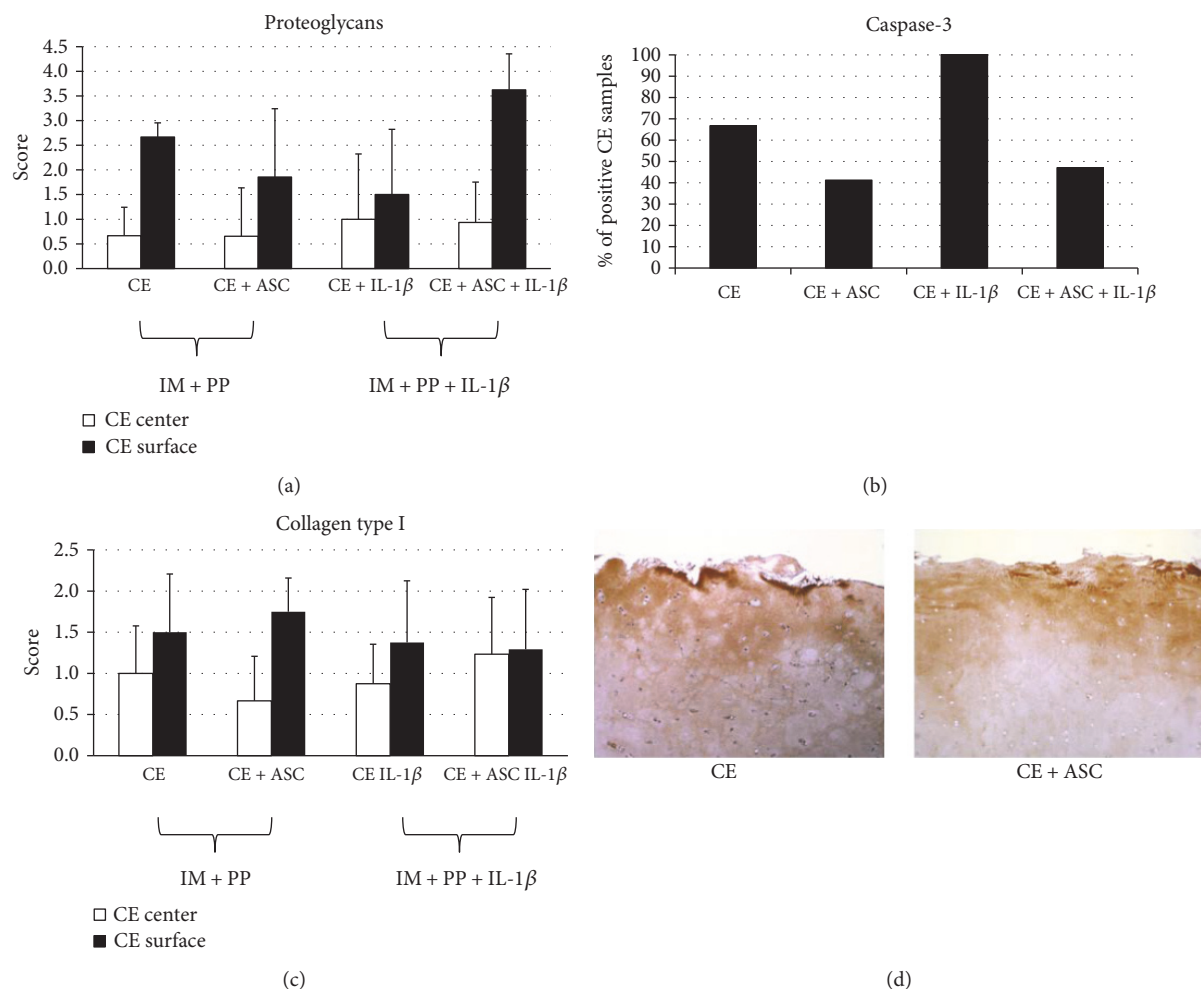 Proteoglycans
4.5
4.0
3.5
3.0
2.5
2.0
1.5
1.0
0.5
0.0
Score
CE
CE + ASC
CE + IL-1β
CE + ASC + IL-1β
IM + PP
IM + PP + IL-1β
CE center
CE surface
(a)
Caspase-3
100
90
80
70
60
50
40
30
20
10
0
% of positive CE samples
CE
CE + ASC
CE + IL-1β
CE + ASC + IL-1β
(b)
Collagen type I
2.5
2.0
1.5
1.0
0.5
0.0
Score
CE
CE + ASC
CE IL-1β
CE + ASC IL-1β
IM + PP
IM + PP + IL-1β
CE center
CE surface
(c)
CE
CE + ASC
(d)